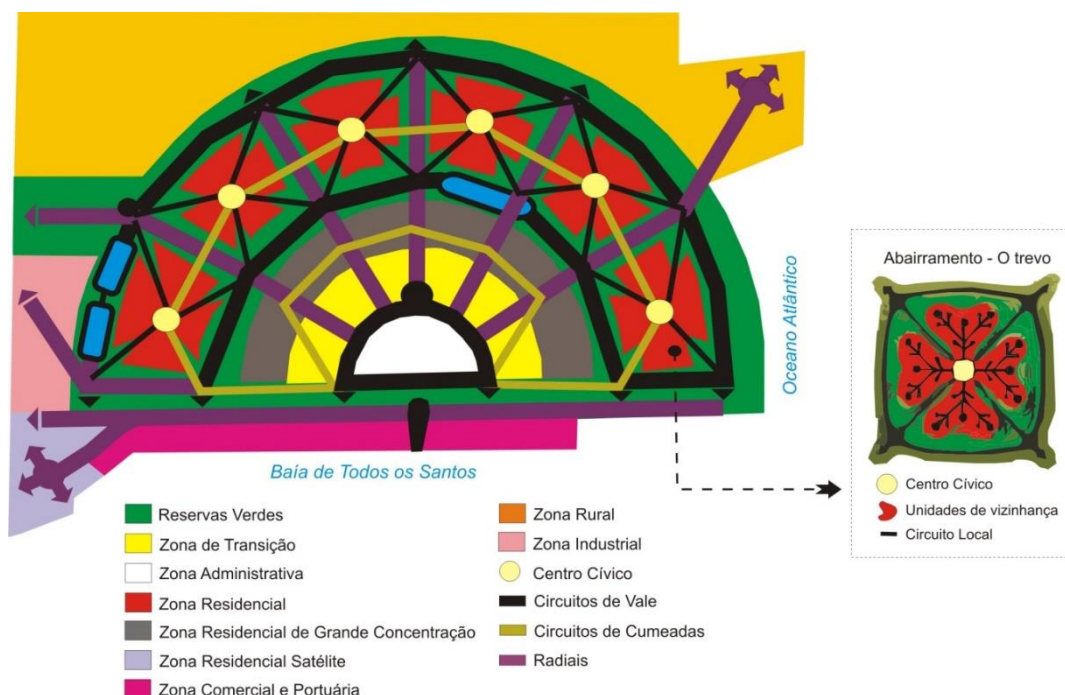 Oceano Atlântico
Baía de Todos os Santos
Reservas Verdes
Zona de Transição
Zona Administrativa
Zona Residencial
Zona Residencial de Grande Concentração
Zona Residencial Satélite
Zona Comercial e Portuária
Zona Rural
Zona Industrial
Centro Cívico
Circuitos de Vale
Circuitos de Cumeadas
Radiais
Abairramento - O trevo
Centro Cívico
Unidades de vizinhança
Circuito Local